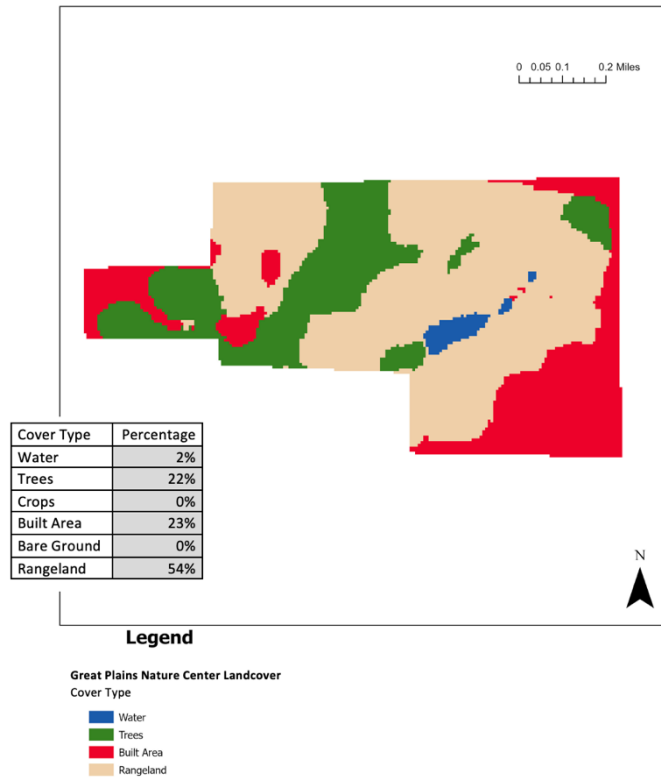 0 0.05 0.1 0.2 Miles
Cover Type Percentage
Water 2%
Trees 22%
Crops 0%
Built Area 23%
Bare Ground 0%
Rangeland 54%
N
Legend
Great Plains Nature Center Landcover
Cover Type
Water
Trees
Built Area
Rangeland